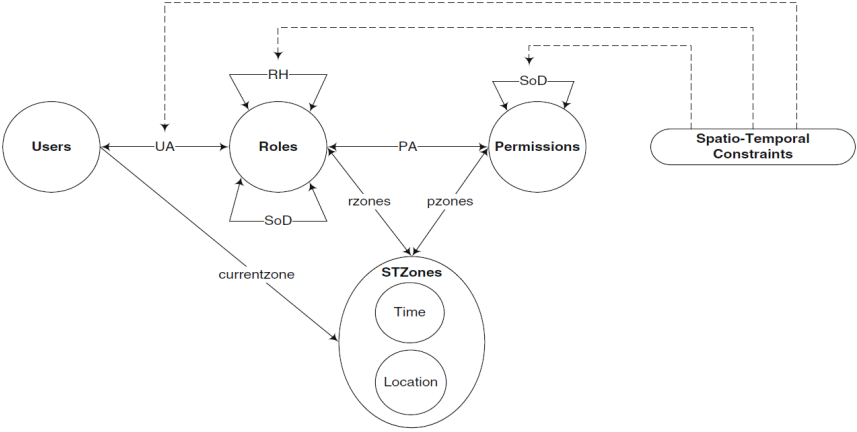 RH
SoD
Users
UA
Roles
PA
Permissions
Spatio-Temporal
Constraints
rzones
pzones
SoD
currentzone
STZones
Time
Location